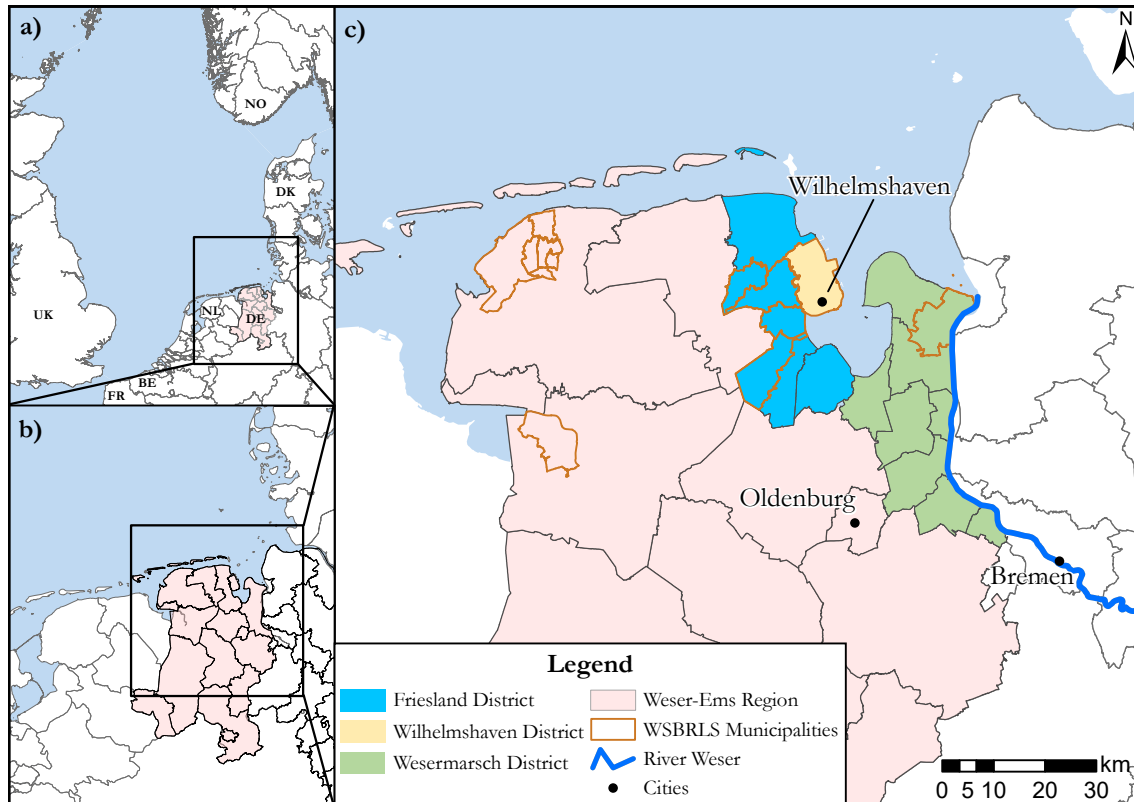 a)
NO
DK
UK
NL
DE
BE
FR
b)
c)
N
Wilhelmshaven
Oldenburg
Bremen
Legend
Friesland District
Weser-Ems Region
Wilhelmshaven District
WSBRLS Municipalities
Wesermarsch District
River Weser
Cities
km
0 5 10 20 30